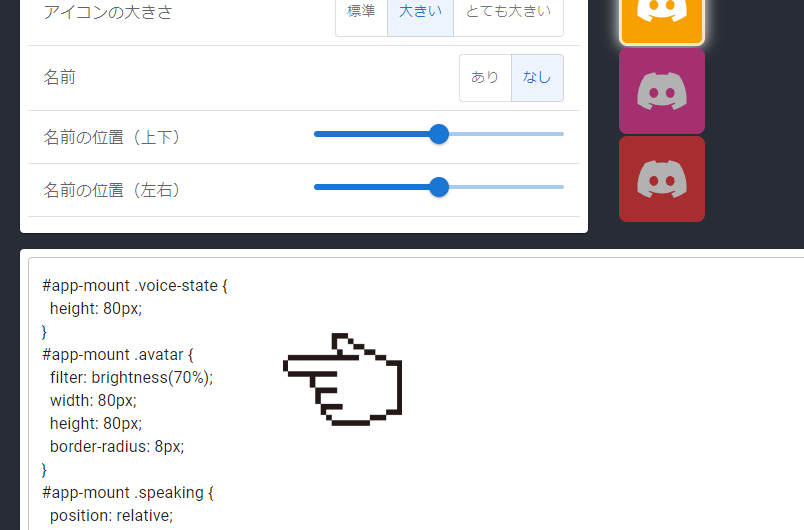 アイコンの大きさ 標準 大きい とても大きい
名前 あり なし
名前の位置（上下）
名前の位置（左右）
#app-mount .voice-state {
  height: 80px;
}
#app-mount .avatar {
  filter: brightness(70%);
  width: 80px;
  height: 80px;
  border-radius: 8px;
}
#app-mount .speaking {
  position: relative;